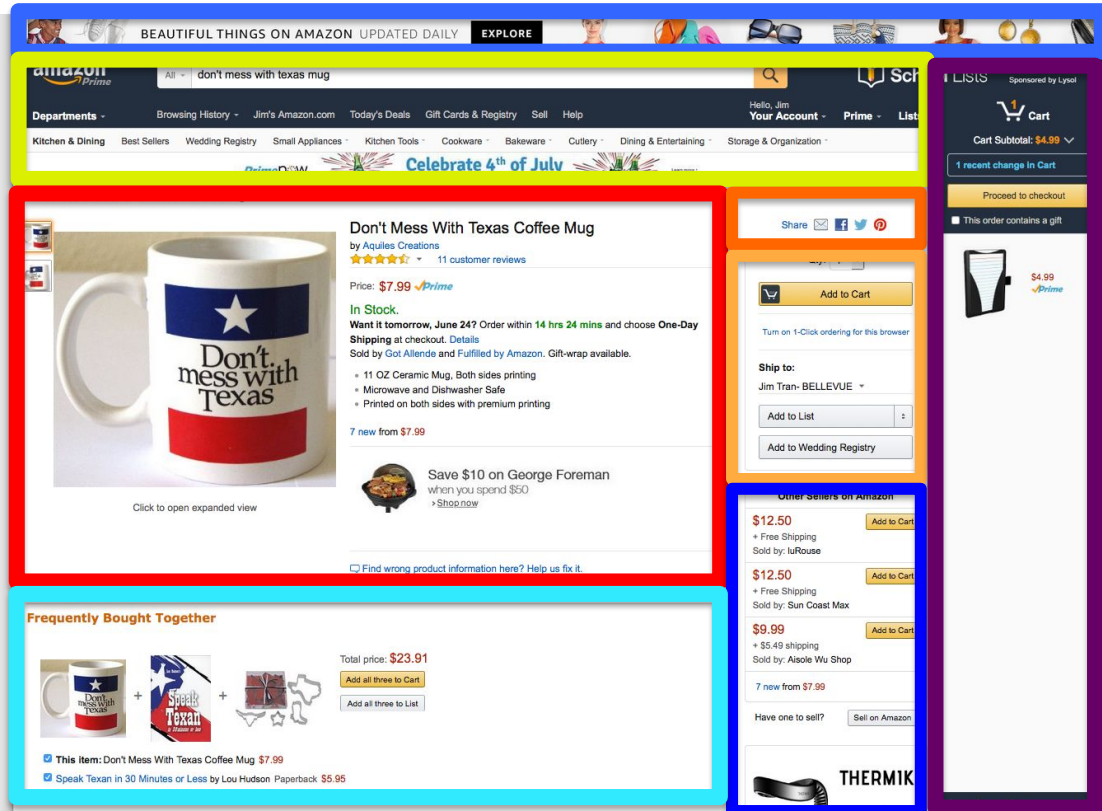 BEAUTIFUL THINGS ON AMAZON UPDATED DAILY EXPLORE
amazon
Prime
All don't mess with texas mug
Departments Browsing History Jim's Amazon.com Today's Deals Gift Cards & Registry Sell Help
Hello, Jim
Your Account Prime Lists
Kitchen & Dining Best Sellers Wedding Registry Small Appliances Kitchen Tools Cookware Bakeware Cutlery Dining & Entertaining Storage & Organization
Celebrate 4th of July
Don't Mess With Texas Coffee Mug
by Aquiles Creations
11 customer reviews
Price: $7.99 Prime
In Stock.
Want it tomorrow, June 24? Order within 14 hrs 24 mins and choose One-Day
Shipping at checkout. Details
Sold by Got Allende and Fulfilled by Amazon. Gift-wrap available.
11 OZ Ceramic Mug, Both sides printing
Microwave and Dishwasher Safe
Printed on both sides with premium printing
7 new from $7.99
Save $10 on George Foreman
when you spend $50
› Shop now
Find wrong product information here? Help us fix it.
Don't
mess with
Texas
Click to open expanded view
Share
Add to Cart
Turn on 1-Click ordering for this browser
Ship to:
Jim Tran- BELLEVUE
Add to List
Add to Wedding Registry
Other Sellers on Amazon
$12.50 Add to Cart
+ Free Shipping
Sold by: luRouse
$12.50 Add to Cart
+ Free Shipping
Sold by: Sun Coast Max
$9.99 Add to Cart
+ $5.49 shipping
Sold by: Aisole Wu Shop
7 new from $7.99
Have one to sell? Sell on Amazon
THERMIK
Lists Sponsored by Lysol
1
Cart
Cart Subtotal: $4.99
1 recent change in Cart
Proceed to checkout
This order contains a gift
$4.99
Prime
Frequently Bought Together
Don't
mess with
Texas
+
Speak
Texan
+
Total price: $23.91
Add all three to Cart
Add all three to List
This item: Don't Mess With Texas Coffee Mug $7.99
Speak Texan in 30 Minutes or Less by Lou Hudson Paperback $5.95